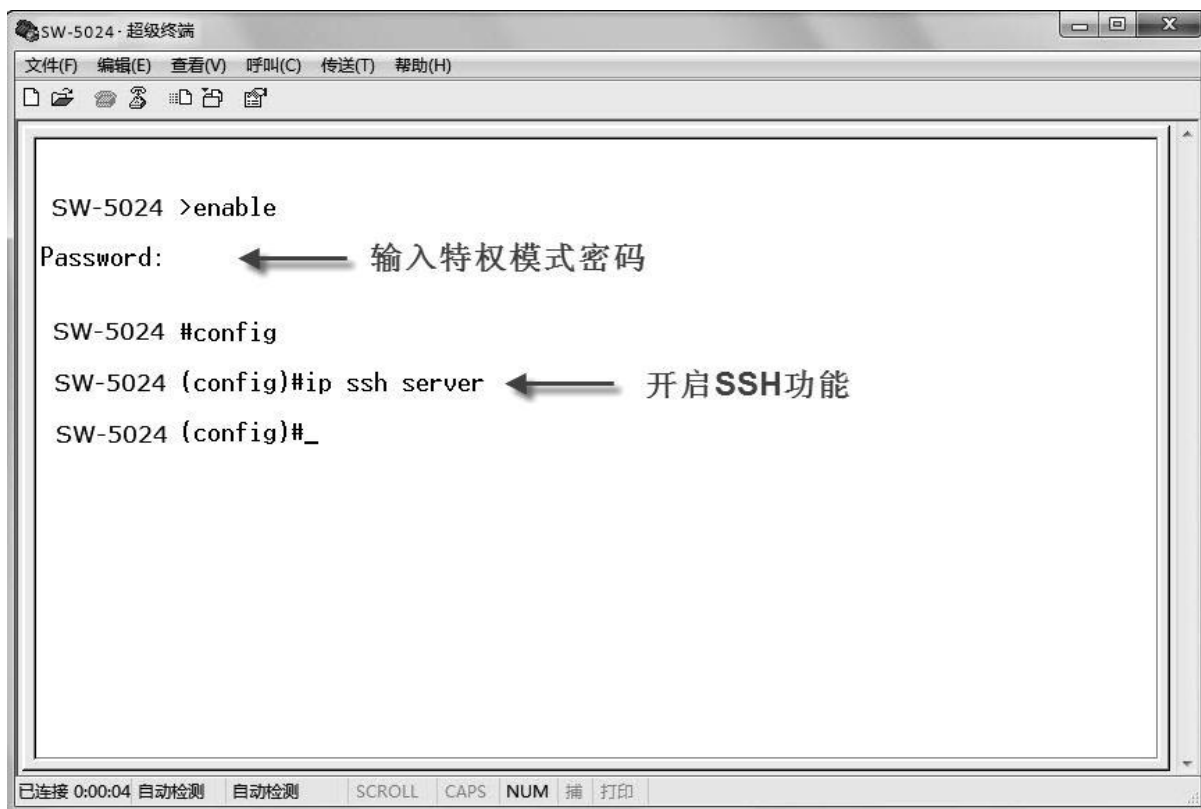 SW-5024 - 超级终端
文件(F) 编辑(E) 查看(V) 呼叫(C) 传送(T) 帮助(H)
SW-5024 >enable
Password: 输入特权模式密码
SW-5024 #config
SW-5024 (config)#ip ssh server 开启SSH功能
SW-5024 (config)#_
已连接 0:00:04 自动检测 自动检测 SCROLL CAPS NUM 捕 打印